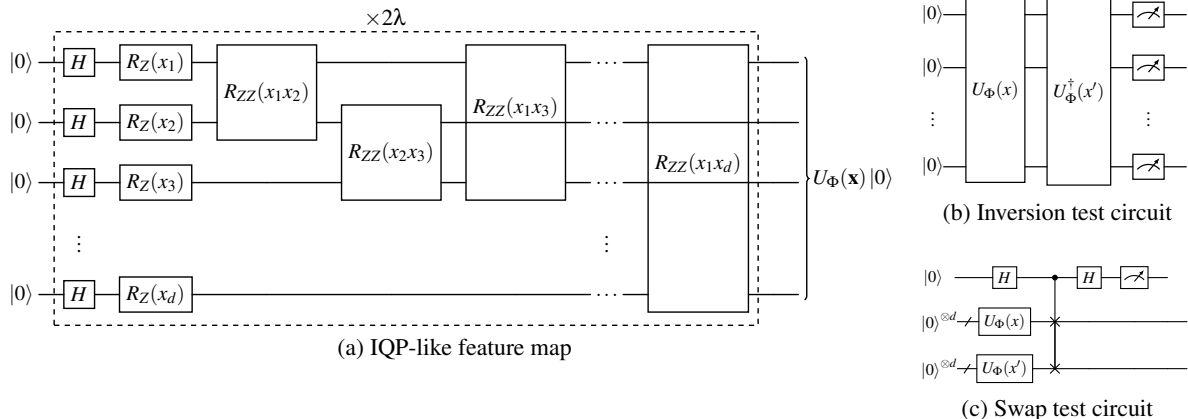 ×2λ
|0⟩ H R_Z(x_1) R_ZZ(x_1x_2) R_ZZ(x_1x_3) ··· R_ZZ(x_1x_d)
|0⟩ H R_Z(x_2) R_ZZ(x_2x_3) ···
|0⟩ H R_Z(x_3) ··· U_Φ(x)|0⟩
⋮ ⋮
|0⟩ H R_Z(x_d) ···
(a) IQP-like feature map
|0⟩
|0⟩ U_Φ(x) U_Φ^†(x′)
⋮ ⋮
|0⟩
(b) Inversion test circuit
|0⟩ H H
|0⟩^⊗d U_Φ(x)
|0⟩^⊗d U_Φ(x′)
(c) Swap test circuit